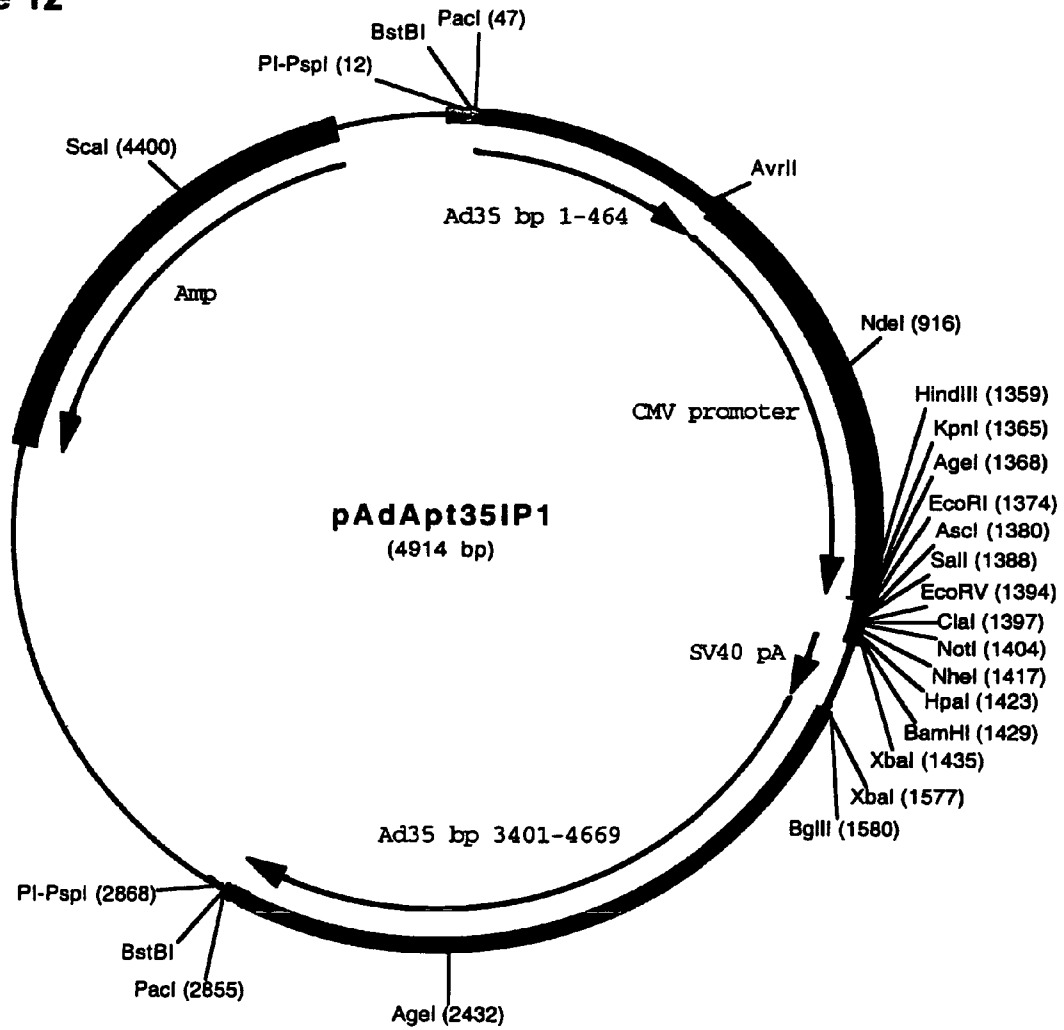 PacI (47)
BstBI
PI-PspI (12)
ScaI (4400)
AvrII
Ad35 bp 1-464
Amp
NdeI (916)
HindIII (1359)
CMV promoter
KpnI (1365)
AgeI (1368)
EcoRI (1374)
pAdApt35IP1
AscI (1380)
(4914 bp)
SalI (1388)
EcoRV (1394)
ClaI (1397)
NotI (1404)
SV40 pA
NheI (1417)
HpaI (1423)
BamHI (1429)
XbaI (1435)
XbaI (1577)
BglII (1580)
Ad35 bp 3401-4669
PI-PspI (2868)
BstBI
PacI (2855)
AgeI (2432)